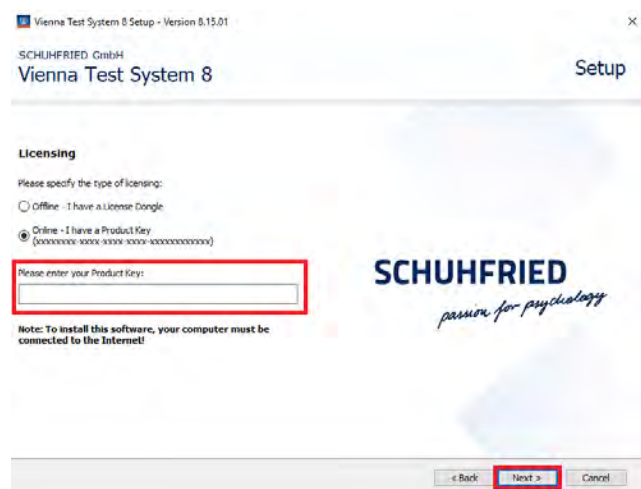 Vienna Test System 8 Setup - Version 8.15.01
SCHUHFRIED GmbH
Vienna Test System 8
Setup
Licensing
Please specify the type of licensing:
Offline - I have a License Dongle
Online - I have a Product Key
(xxxxxxxx-xxxx-xxxx-xxxx-xxxxxxxxxxxx)
Please enter your Product Key:
Note: To install this software, your computer must be
connected to the Internet!
SCHUHFRIED
passion for psychology
< Back
Next >
Cancel